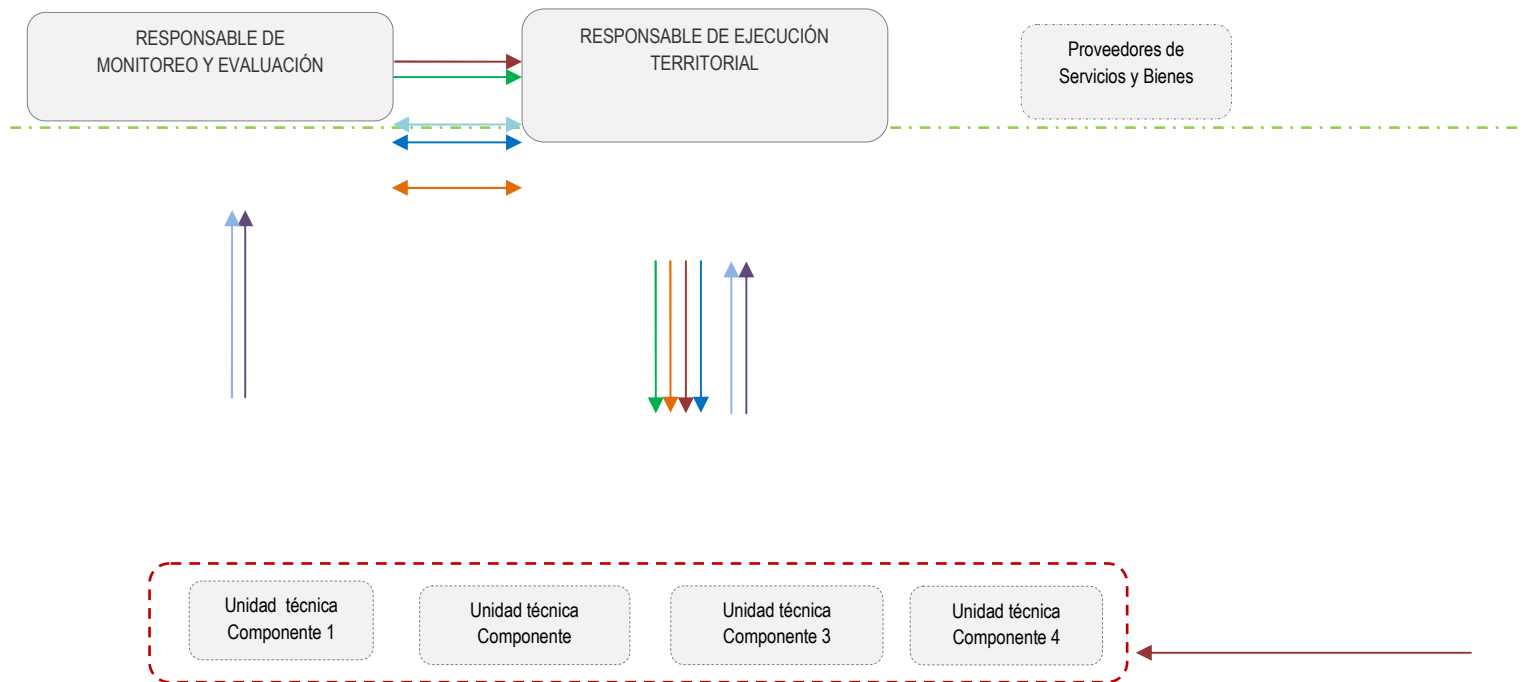 RESPONSABLE DE
MONITOREO Y EVALUACIÓN
RESPONSABLE DE EJECUCIÓN
TERRITORIAL
Proveedores de
Servicios y Bienes
Unidad técnica
Componente 1
Unidad técnica
Componente
Unidad técnica
Componente 3
Unidad técnica
Componente 4